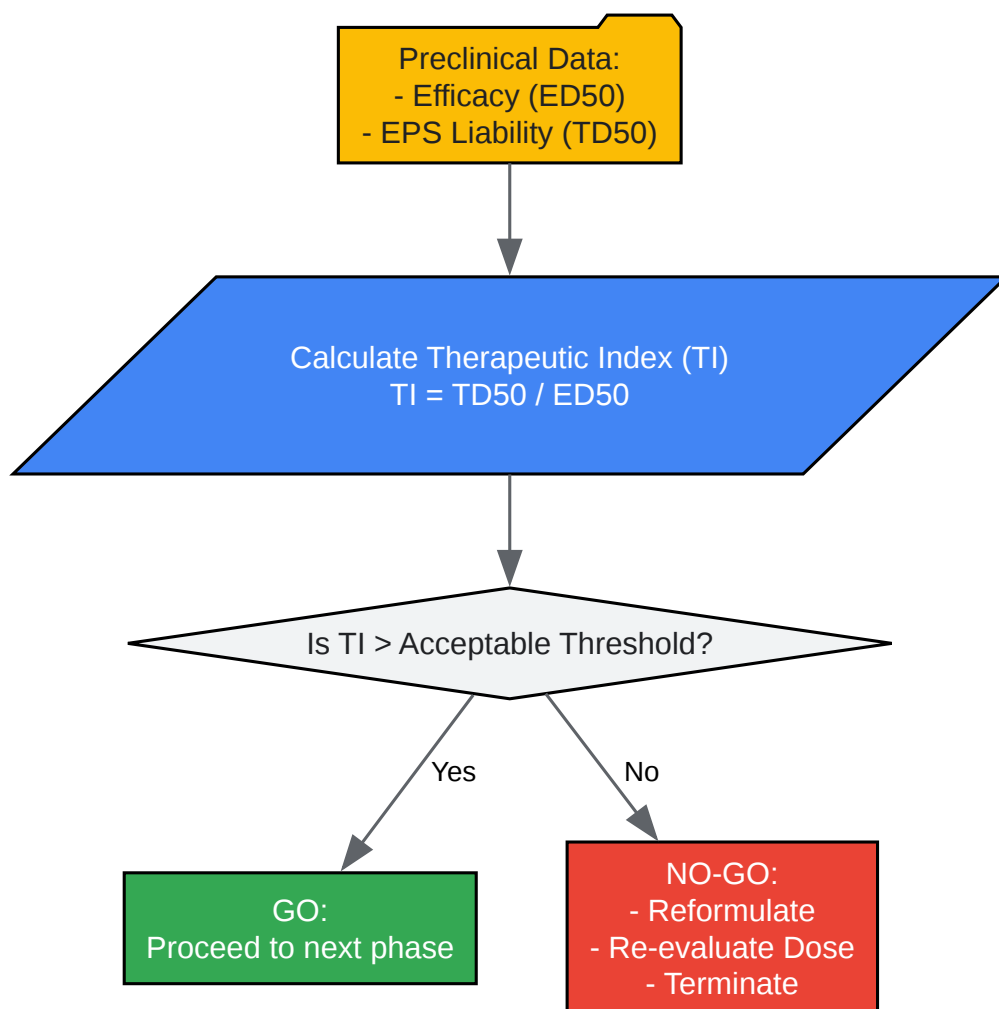 Preclinical Data:
- Efficacy (ED50)
- EPS Liability (TD50)
Calculate Therapeutic Index (TI)
TI = TD50 / ED50
Is TI > Acceptable Threshold?
Yes
No
GO:
Proceed to next phase
NO-GO:
- Reformulate
- Re-evaluate Dose
- Terminate